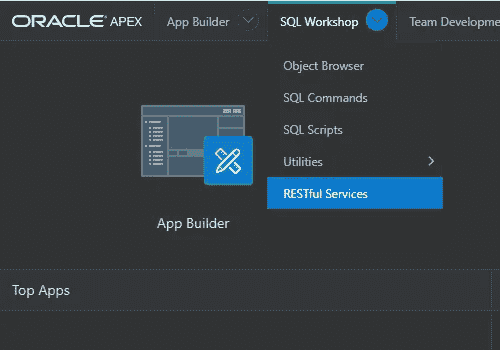 ORACLE APEX App Builder SQL Workshop Team Developme
Object Browser
SQL Commands
SQL Scripts
Utilities
RESTful Services
App Builder
Top Apps